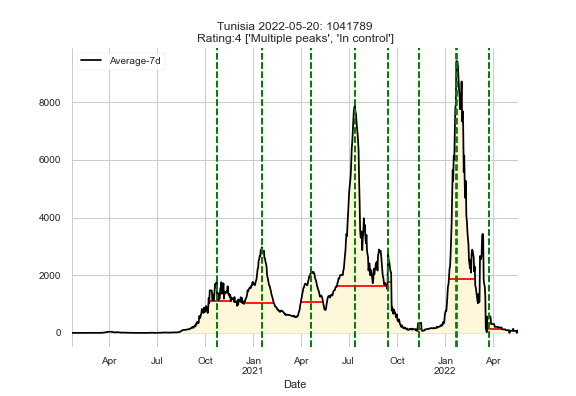 Tunisia 2022-05-20: 1041789
Rating:4 ['Multiple peaks', 'In control']
Average-7d
8000
6000
4000
2000
0
Apr Jul Oct Jan Apr Jul Oct Jan Apr
2021 2022
Date